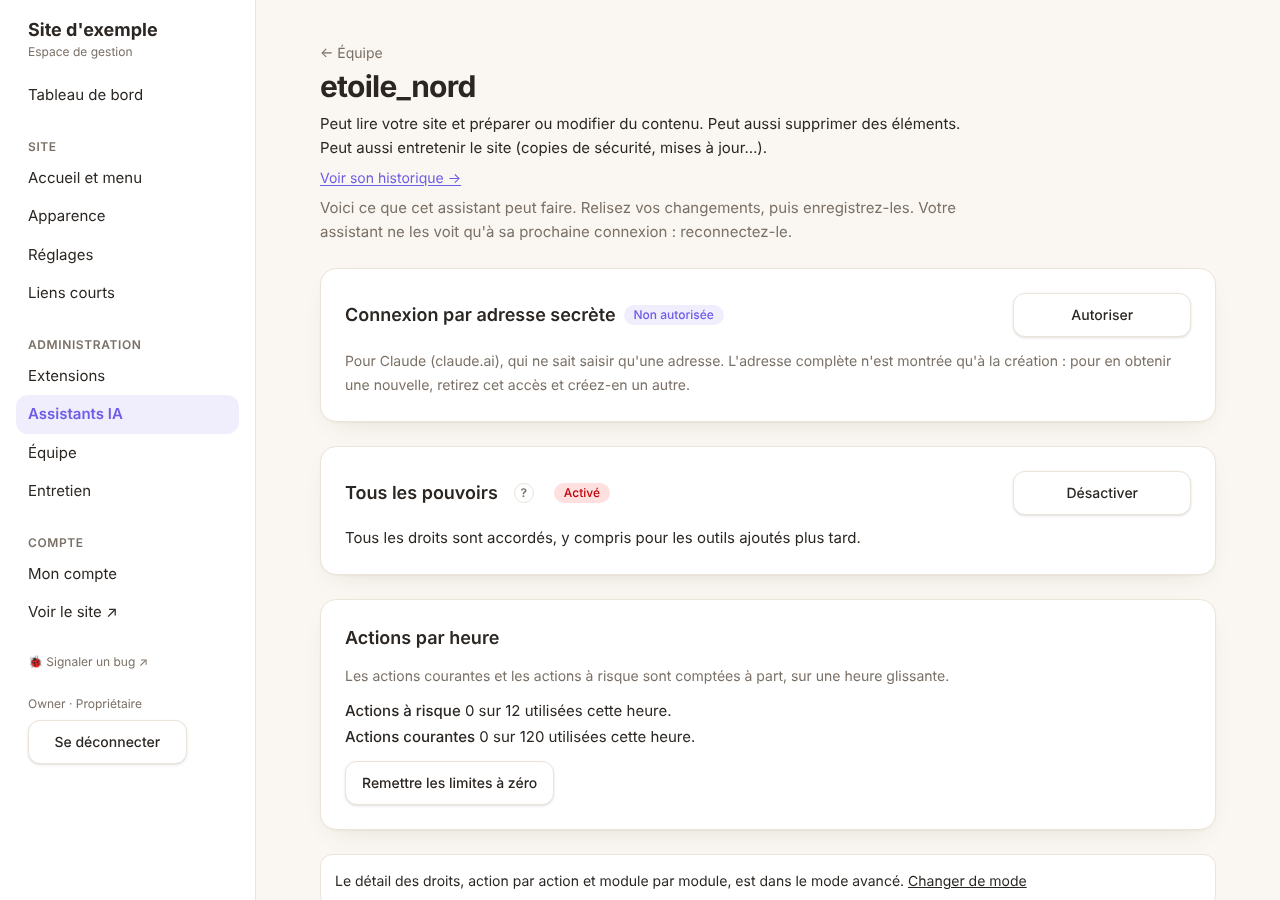 Site d'exemple
Espace de gestion
Tableau de bord
SITE
Accueil et menu
Apparence
Réglages
Liens courts
ADMINISTRATION
Extensions
Assistants IA
Équipe
Entretien
COMPTE
Mon compte
Voir le site ↗
🐞 Signaler un bug ↗
Owner · Propriétaire
Se déconnecter
← Équipe
etoile_nord
Peut lire votre site et préparer ou modifier du contenu. Peut aussi supprimer des éléments.
Peut aussi entretenir le site (copies de sécurité, mises à jour…).
Voir son historique →
Voici ce que cet assistant peut faire. Relisez vos changements, puis enregistrez-les. Votre
assistant ne les voit qu'à sa prochaine connexion : reconnectez-le.
Connexion par adresse secrète Non autorisée
Autoriser
Pour Claude (claude.ai), qui ne sait saisir qu'une adresse. L'adresse complète n'est montrée qu'à la création : pour en obtenir
une nouvelle, retirez cet accès et créez-en un autre.
Tous les pouvoirs ? Activé
Désactiver
Tous les droits sont accordés, y compris pour les outils ajoutés plus tard.
Actions par heure
Les actions courantes et les actions à risque sont comptées à part, sur une heure glissante.
Actions à risque 0 sur 12 utilisées cette heure.
Actions courantes 0 sur 120 utilisées cette heure.
Remettre les limites à zéro
Le détail des droits, action par action et module par module, est dans le mode avancé. Changer de mode